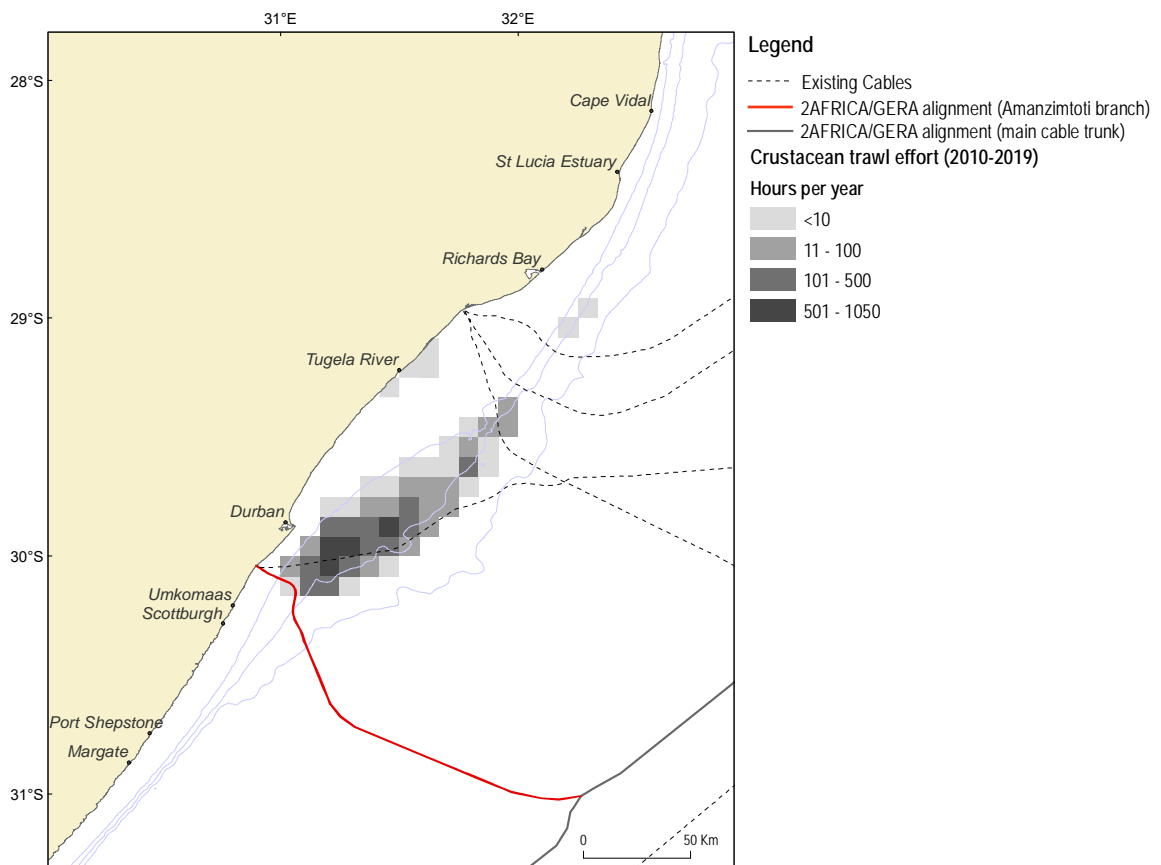 31°E
32°E
28°S
29°S
30°S
31°S
Cape Vidal
St Lucia Estuary
Richards Bay
Tugela River
Durban
Umkomaas
Scottburgh
Port Shepstone
Margate
0
50 Km
Legend
Existing Cables
2AFRICA/GERA alignment (Amanzimtoti branch)
2AFRICA/GERA alignment (main cable trunk)
Crustacean trawl effort (2010-2019)
Hours per year
<10
11 - 100
101 - 500
501 - 1050